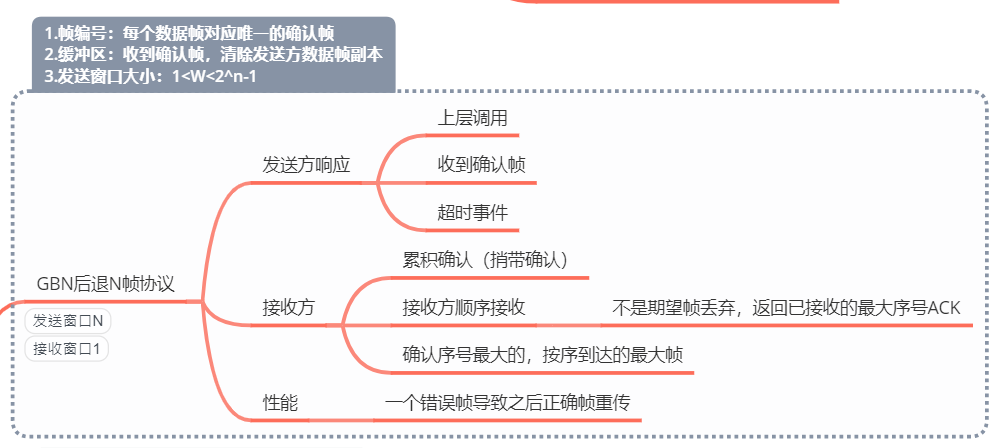 1.帧编号：每个数据帧对应唯一的确认帧
2.缓冲区：收到确认帧，清除发送方数据帧副本
3.发送窗口大小：1<W<2^n-1
上层调用
发送方响应
收到确认帧
超时事件
累积确认（捎带确认）
GBN后退N帧协议
发送窗口N
接收窗口1
接收方
接收方顺序接收
不是期望帧丢弃，返回已接收的最大序号ACK
确认序号最大的，按序到达的最大帧
性能
一个错误帧导致之后正确帧重传